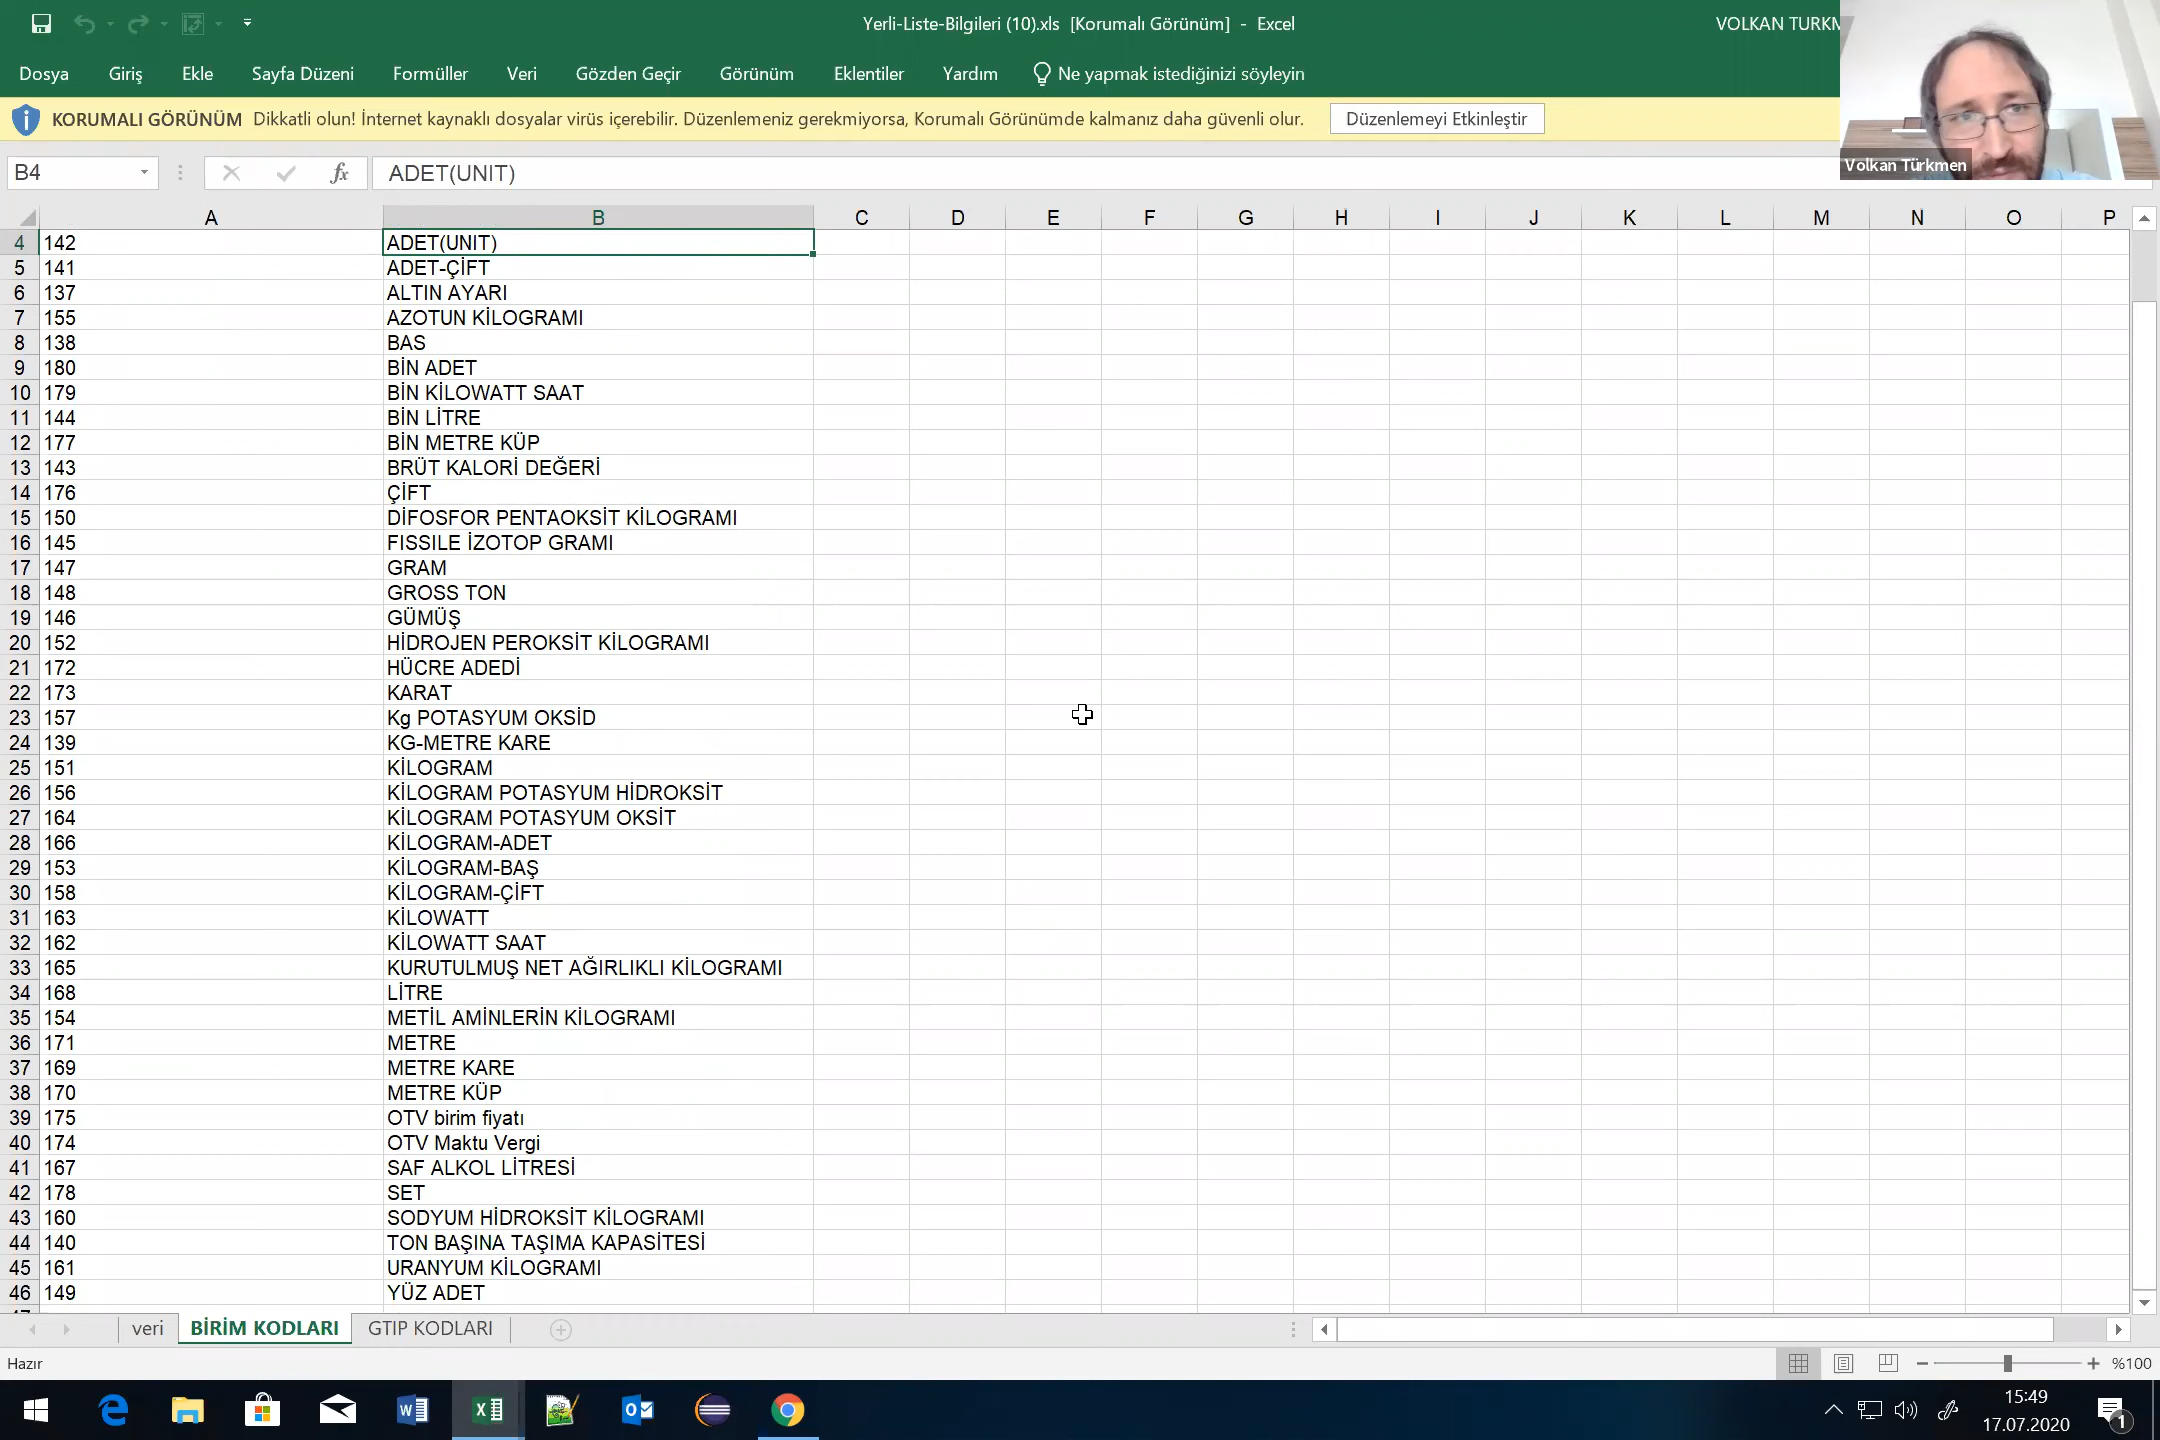 Yerli-Liste-Bilgileri (10).xls [Korumalı Görünüm] - Excel
VOLKAN TURKM
Dosya Giriş Ekle Sayfa Düzeni Formüller Veri Gözden Geçir Görünüm Eklentiler Yardım Ne yapmak istediğinizi söyleyin
KORUMALI GÖRÜNÜM Dikkatli olun! İnternet kaynaklı dosyalar virüs içerebilir. Düzenlemeniz gerekmiyorsa, Korumalı Görünümde kalmanız daha güvenli olur. Düzenlemeyi Etkinleştir
Volkan Türkmen
B4 fx ADET(UNIT)
A B C D E F G H I J K L M N O P
4 142 ADET(UNIT)
5 141 ADET-ÇİFT
6 137 ALTIN AYARI
7 155 AZOTUN KİLOGRAMI
8 138 BAS
9 180 BİN ADET
10 179 BİN KİLOWATT SAAT
11 144 BİN LİTRE
12 177 BİN METRE KÜP
13 143 BRÜT KALORİ DEĞERİ
14 176 ÇİFT
15 150 DİFOSFOR PENTAOKSİT KİLOGRAMI
16 145 FISSILE İZOTOP GRAMI
17 147 GRAM
18 148 GROSS TON
19 146 GÜMÜŞ
20 152 HİDROJEN PEROKSİT KİLOGRAMI
21 172 HÜCRE ADEDİ
22 173 KARAT
23 157 Kg POTASYUM OKSİD
24 139 KG-METRE KARE
25 151 KİLOGRAM
26 156 KİLOGRAM POTASYUM HİDROKSİT
27 164 KİLOGRAM POTASYUM OKSİT
28 166 KİLOGRAM-ADET
29 153 KİLOGRAM-BAŞ
30 158 KİLOGRAM-ÇİFT
31 163 KİLOWATT
32 162 KİLOWATT SAAT
33 165 KURUTULMUŞ NET AĞIRLIKLI KİLOGRAMI
34 168 LİTRE
35 154 METİL AMİNLERİN KİLOGRAMI
36 171 METRE
37 169 METRE KARE
38 170 METRE KÜP
39 175 OTV birim fiyatı
40 174 OTV Maktu Vergi
41 167 SAF ALKOL LİTRESİ
42 178 SET
43 160 SODYUM HİDROKSİT KİLOGRAMI
44 140 TON BAŞINA TAŞIMA KAPASİTESİ
45 161 URANYUM KİLOGRAMI
46 149 YÜZ ADET
veri BİRİM KODLARI GTIP KODLARI
Hazır %100
15:49
17.07.2020
1